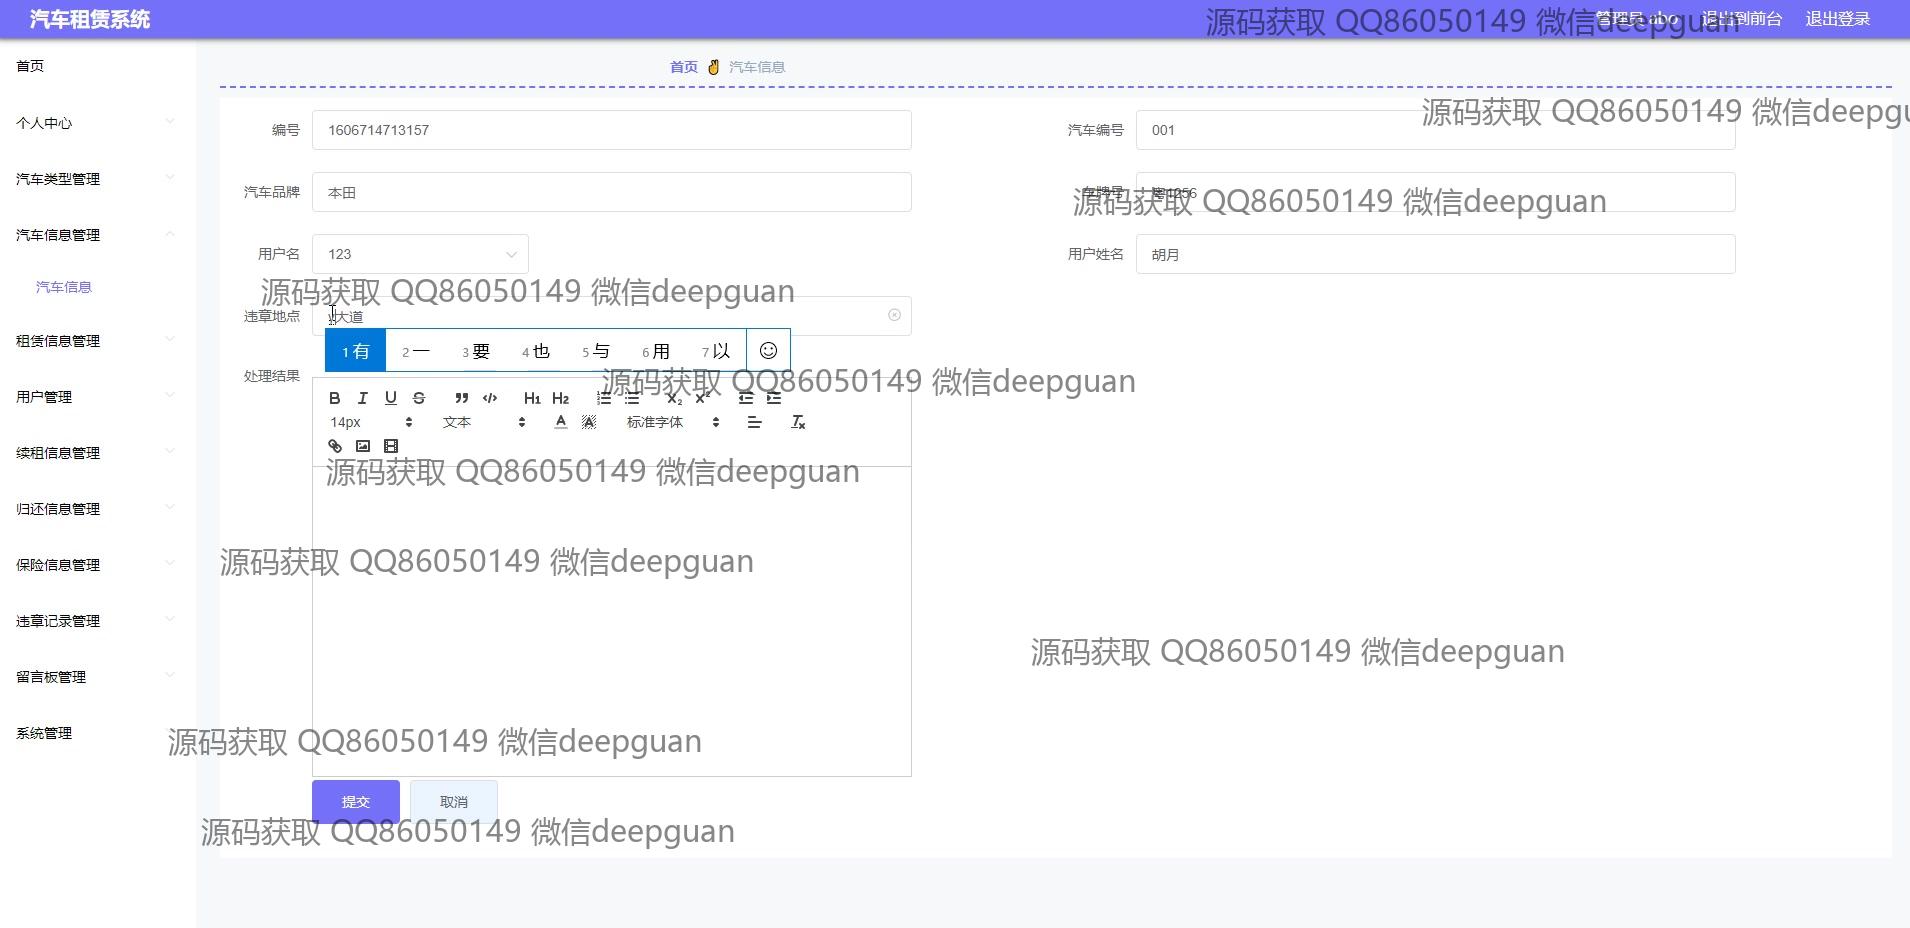 汽车租赁系统
源码获取 QQ86050149 微信deepguan
管理员 abo 退出到前台 退出登录
首页
个人中心
汽车类型管理
汽车信息管理
汽车信息
租赁信息管理
用户管理
续租信息管理
归还信息管理
保险信息管理
违章记录管理
留言板管理
系统管理
首页 汽车信息
源码获取 QQ86050149 微信deepgu
编号 1606714713157 汽车编号 001
汽车品牌 本田 车牌号 1256
源码获取 QQ86050149 微信deepguan
用户名 123 用户姓名 胡月
源码获取 QQ86050149 微信deepguan
违章地点 y大道
1 有 2 一 3 要 4 也 5 与 6 用 7 以
处理结果
源码获取 QQ86050149 微信deepguan
B I U S H1 H2 X2 X2
14px 文本 A A 标准字体 Tx
源码获取 QQ86050149 微信deepguan
源码获取 QQ86050149 微信deepguan
源码获取 QQ86050149 微信deepguan
源码获取 QQ86050149 微信deepguan
提交 取消
源码获取 QQ86050149 微信deepguan